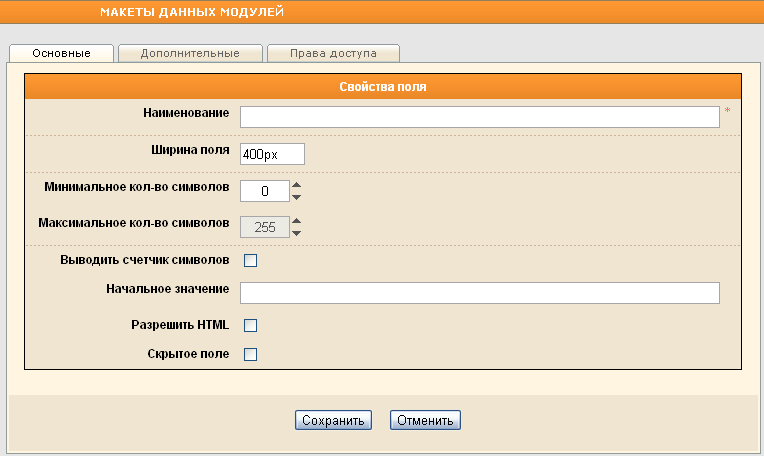 МАКЕТЫ ДАННЫХ МОДУЛЕЙ
Основные Дополнительные Права доступа
Свойства поля
Наименование *
Ширина поля 400px
Минимальное кол-во символов 0
Максимальное кол-во символов 255
Выводить счетчик символов
Начальное значение
Разрешить HTML
Скрытое поле
Сохранить Отменить